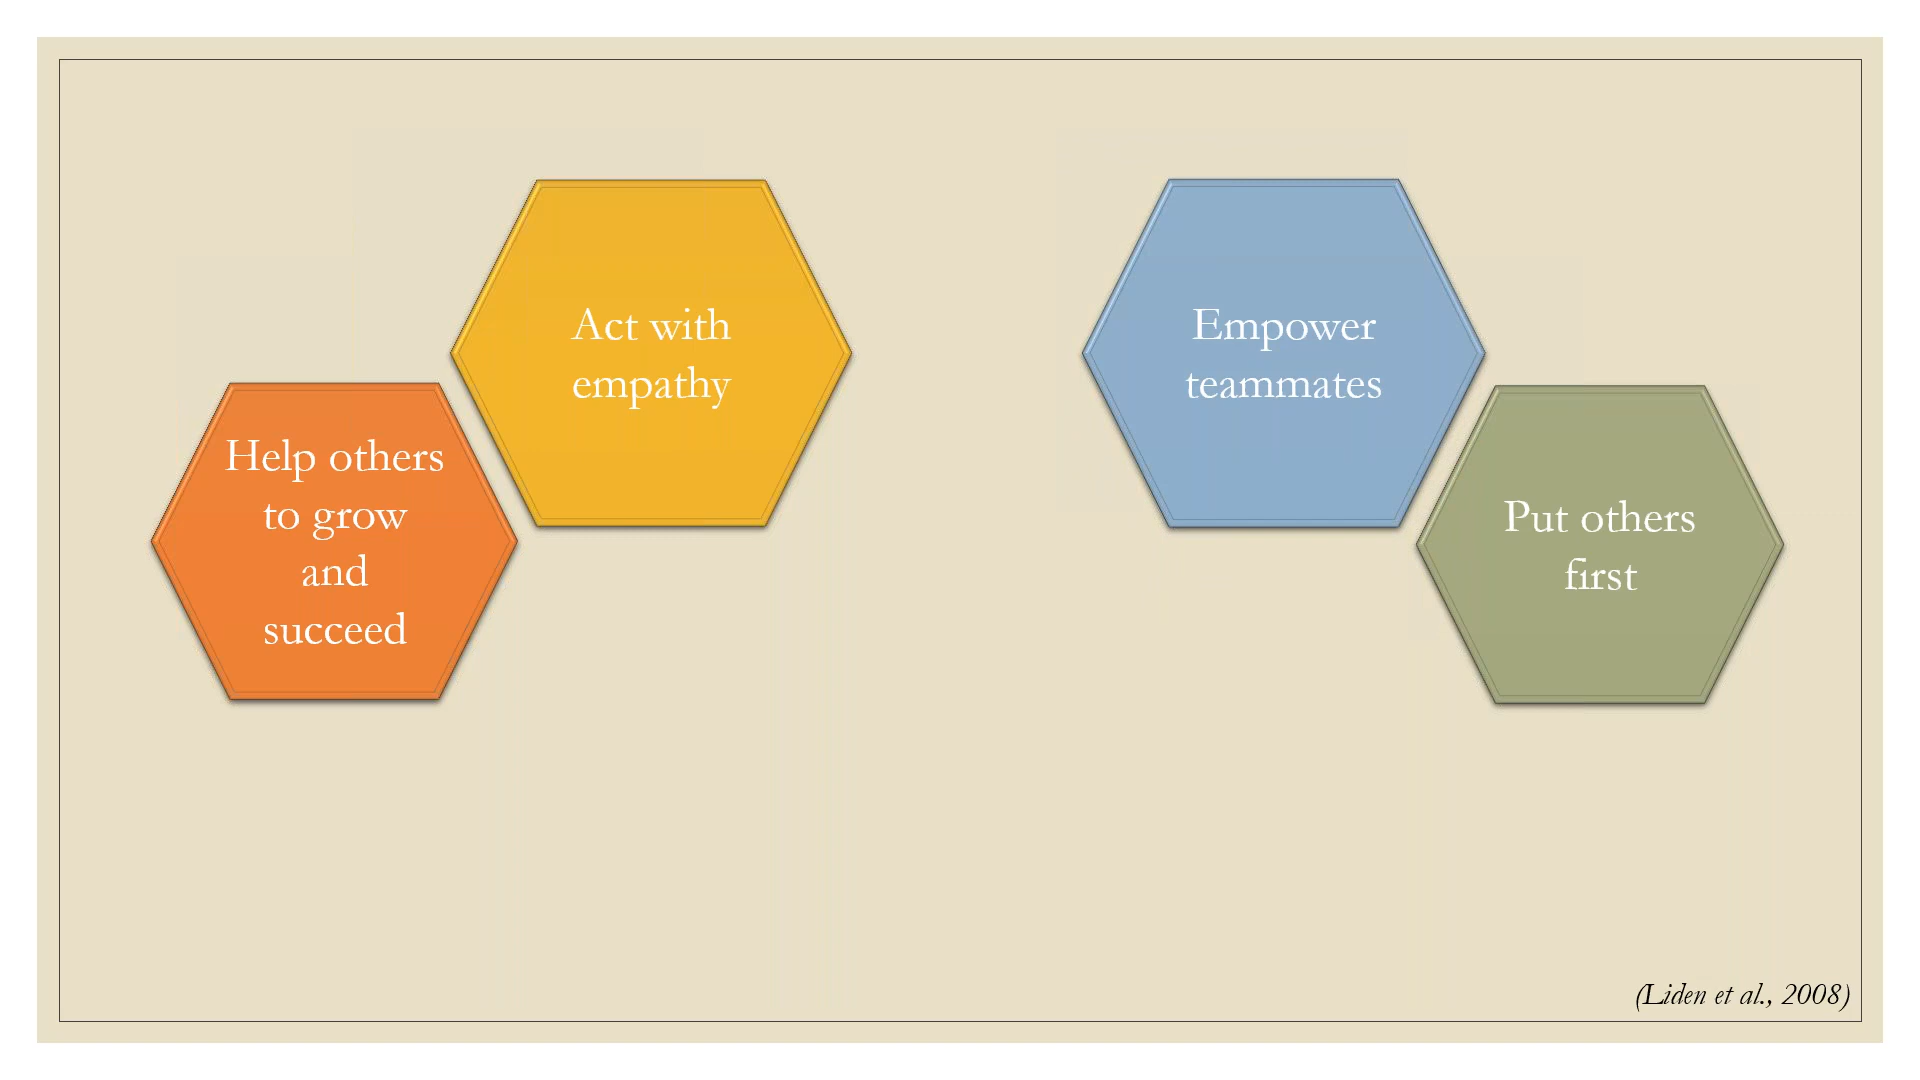 Help others
to grow
and
succeed
Act with
empathy
Empower
teammates
Put others
first
(Liden et al., 2008)